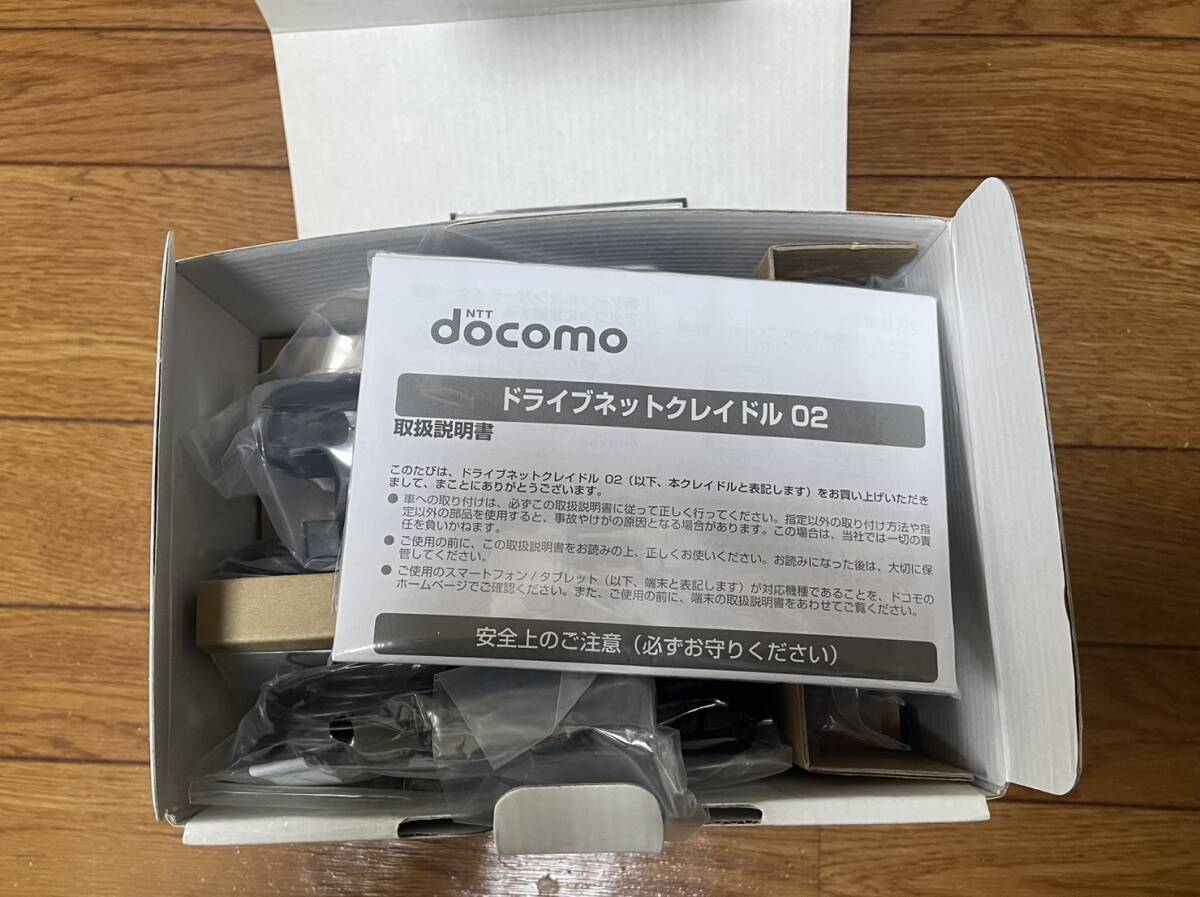 NTT
docomo
ドライブネットクレイドル 02
取扱説明書
このたびは、ドライブネットクレイドル 02（以下、本クレイドルと表記します）をお買い上げいただき
まして、まことにありがとうございます。
● 車への取り付けは、必ずこの取扱説明書に従って正しく行ってください。指定以外の取り付け方法や指
定以外の部品を使用すると、事故やけがの原因となる場合があります。この場合は、当社では一切の責
任を負いかねます。
● ご使用の前に、この取扱説明書をお読みの上、正しくお使いください。お読みになった後は、大切に保
管してください。
● ご使用のスマートフォン/タブレット（以下、端末と表記します）が対応機種であることを、ドコモの
ホームページでご確認ください。また、ご使用の前に、端末の取扱説明書をあわせてご覧ください。
安全上のご注意（必ずお守りください）